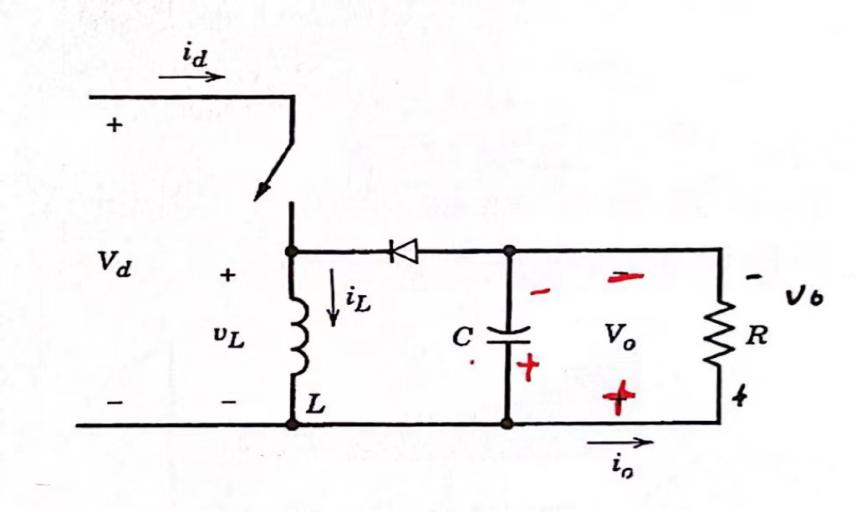 i_d
+
V_d
+
i_L
-
-
-
V_o
v_L
C
V_o
R
+
-
-
L
+
+
i_o